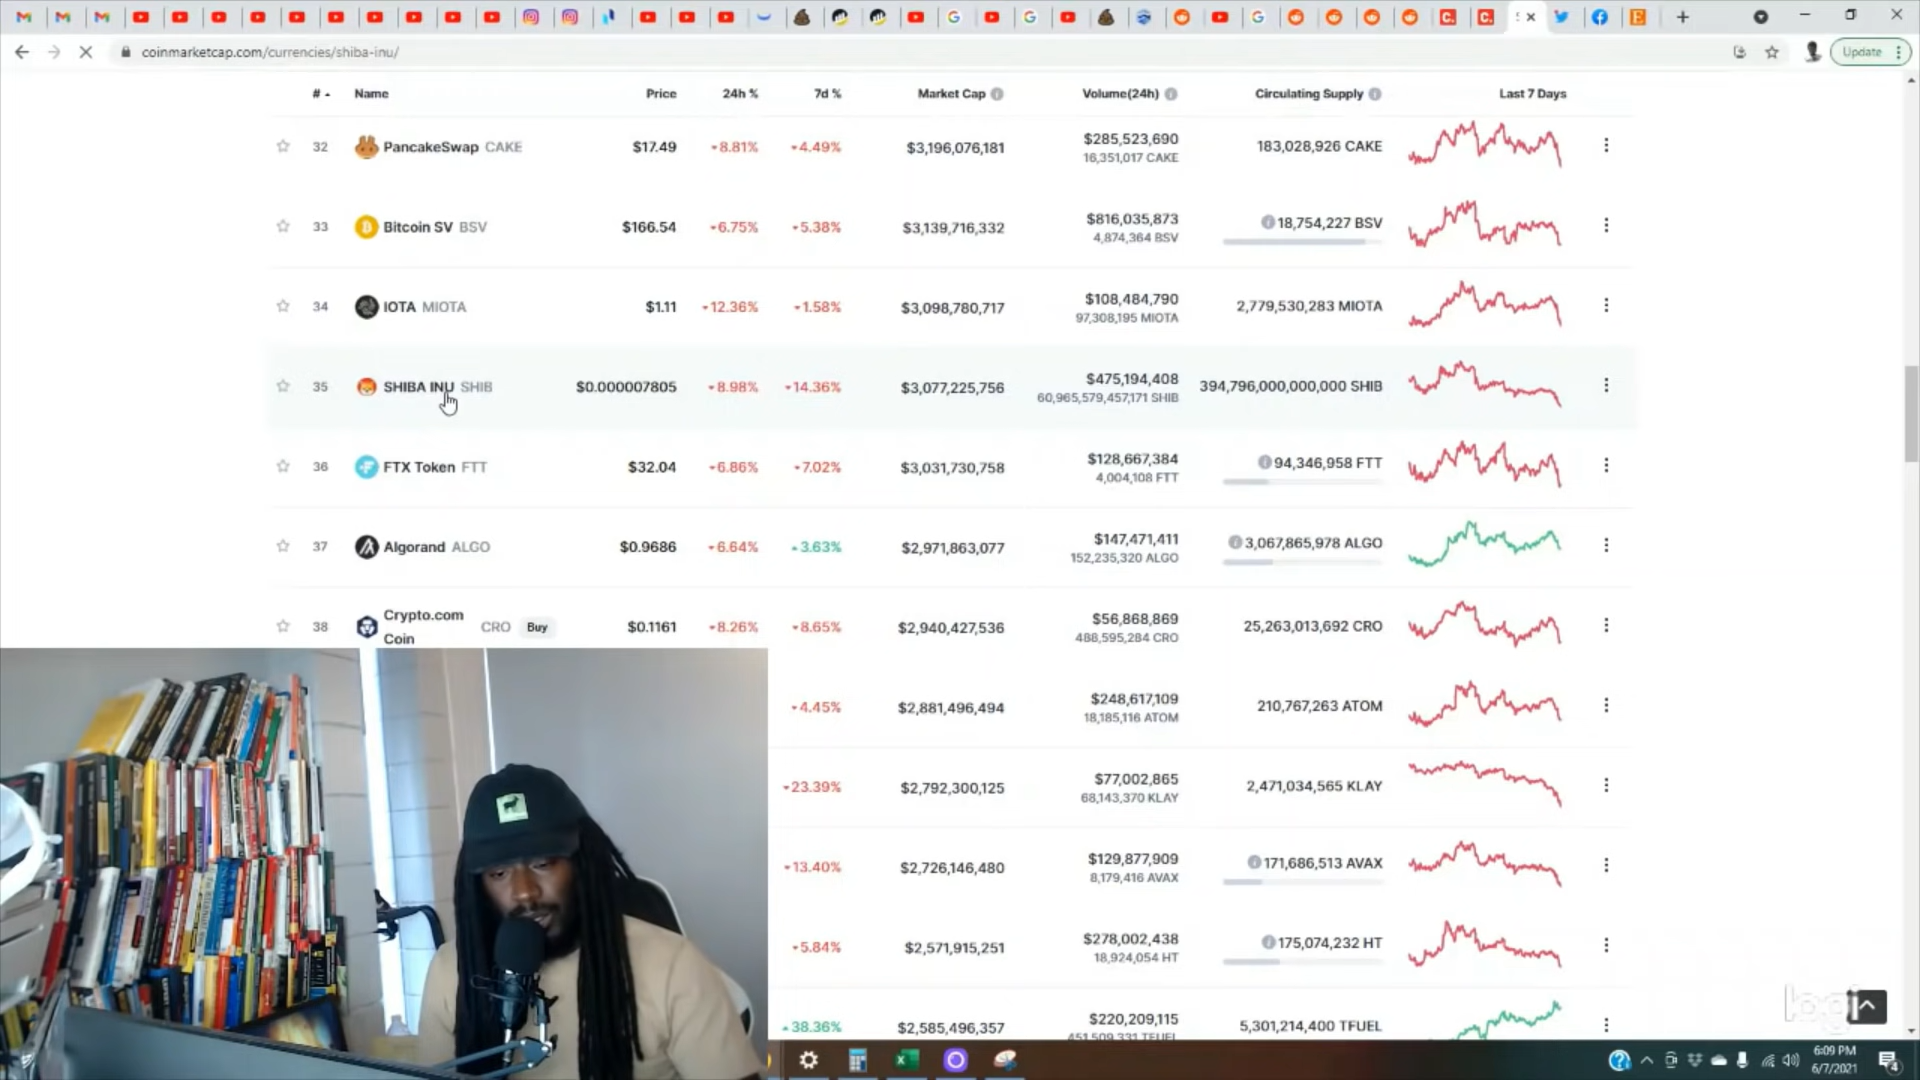 coinmarketcap.com/currencies/shiba-inu/
Update
# Name Price 24h % 7d % Market Cap Volume(24h) Circulating Supply Last 7 Days
32 PancakeSwap CAKE $17.49 8.81% 4.49% $3,196,076,181 $285,523,690 183,028,926 CAKE
16,351,017 CAKE
33 Bitcoin SV BSV $166.54 6.75% 5.38% $3,139,716,332 $816,035,873 18,754,227 BSV
4,874,364 BSV
34 IOTA MIOTA $1.11 12.36% 1.58% $3,098,780,717 $108,484,790 2,779,530,283 MIOTA
97,308,195 MIOTA
35 SHIBA INU SHIB $0.000007805 8.98% 14.36% $3,077,225,756 $475,194,408 394,796,000,000,000 SHIB
60,965,579,457,171 SHIB
36 FTX Token FTT $32.04 6.86% 7.02% $3,031,730,758 $128,667,384 94,346,958 FTT
4,004,108 FTT
37 Algorand ALGO $0.9686 6.64% 3.63% $2,971,863,077 $147,471,411 3,067,865,978 ALGO
152,235,320 ALGO
38 Crypto.com Coin CRO Buy $0.1161 8.26% 8.65% $2,940,427,536 $56,868,869 25,263,013,692 CRO
488,595,284 CRO
4.45% $2,881,496,494 $248,617,109 210,767,263 ATOM
18,185,116 ATOM
23.39% $2,792,300,125 $77,002,865 2,471,034,565 KLAY
68,143,370 KLAY
13.40% $2,726,146,480 $129,877,909 171,686,513 AVAX
8,179,416 AVAX
5.84% $2,571,915,251 $278,002,438 175,074,232 HT
18,924,054 HT
38.36% $2,585,496,357 $220,209,115 5,301,214,400 TFUEL
451,509,331 TFUEL
logi
6:09 PM
6/7/2021